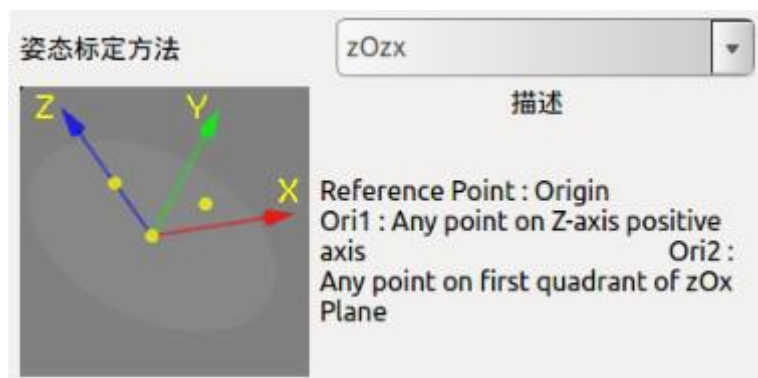 姿态标定方法
zOzx
描述
Z
Y
X
Reference Point : Origin
Ori1 : Any point on Z-axis positive
axis Ori2 :
Any point on first quadrant of zOx
Plane